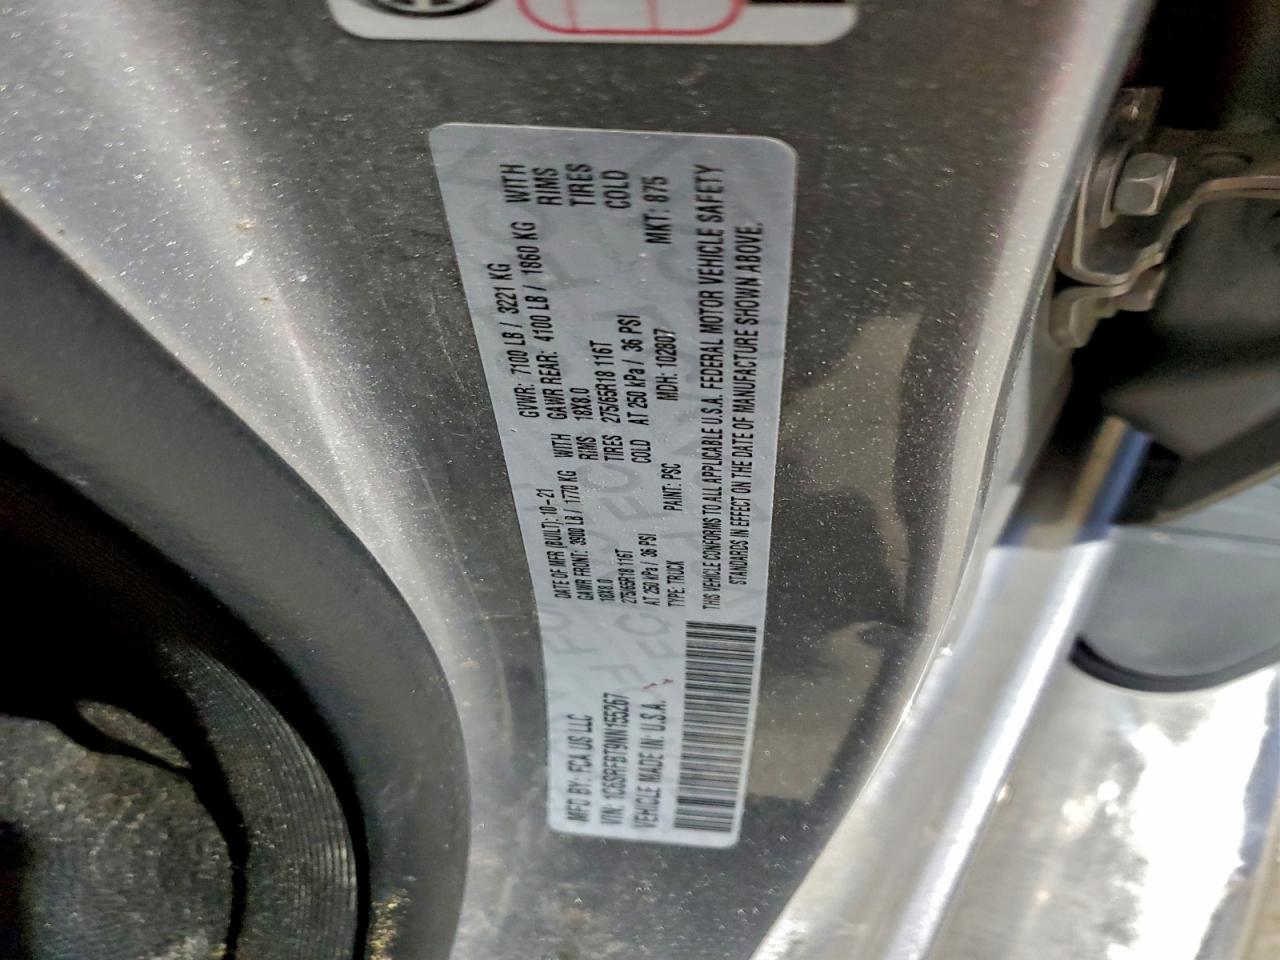 MFD BY: FCA US LLC
DATE OF MFR (BUILT): 10-21
GVWR: 7100 LB / 3221 KG
VIN: 1C6SRFBT9NN155267
GAWR FRONT: 3900 LB / 1770 KG WITH
GAWR REAR: 4100 LB / 1860 KG WITH
18X8.0 RIMS
18X8.0 RIMS
VEHICLE MADE IN: U.S.A.
275/65R18 116T TIRES
275/65R18 116T TIRES
AT 250 kPa / 36 PSI COLD
AT 250 kPa / 36 PSI COLD
TYPE: TRUCK
PAINT: PSC
MDH: 102807
MKT: 875
THIS VEHICLE CONFORMS TO ALL APPLICABLE U.S.A. FEDERAL MOTOR VEHICLE SAFETY
STANDARDS IN EFFECT ON THE DATE OF MANUFACTURE SHOWN ABOVE.